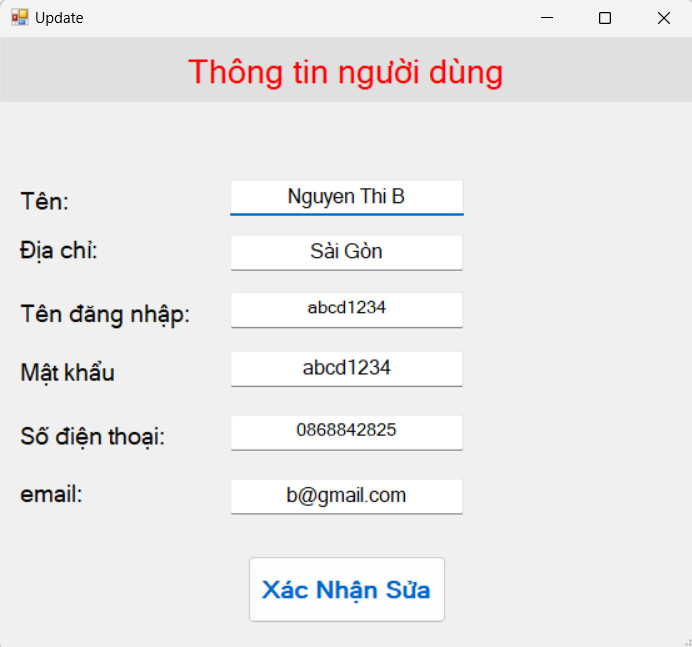 Update
Thông tin người dùng
Tên: Nguyen Thi B
Địa chỉ: Sài Gòn
Tên đăng nhập: abcd1234
Mật khẩu abcd1234
Số điện thoại: 0868842825
email: b@gmail.com
Xác Nhận Sửa